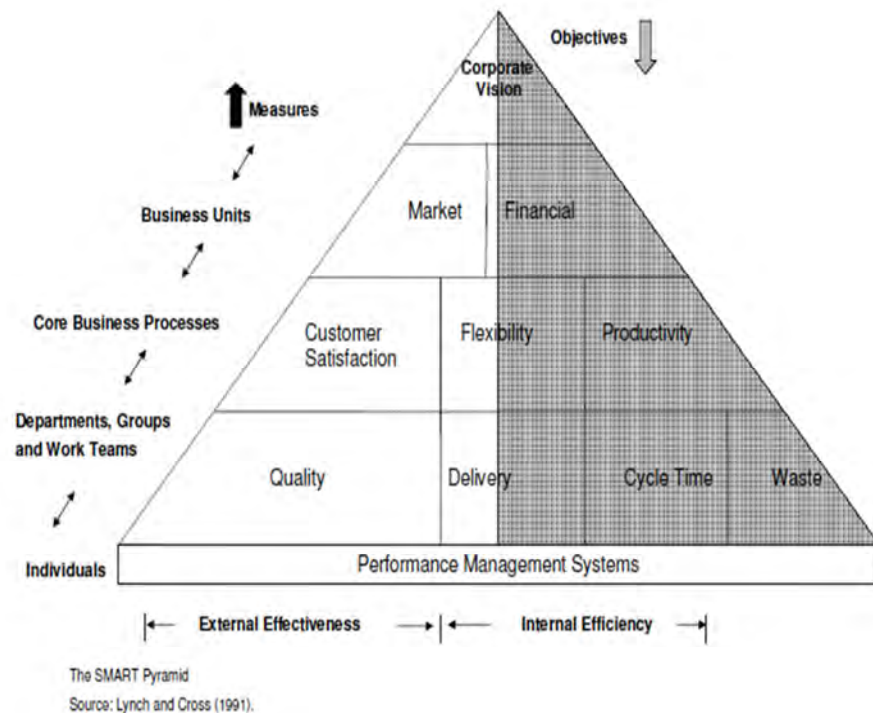 Objectives
Corporate
Vision
Measures
Market
Financial
Business Units
Core Business Processes
Customer
Satisfaction
Flexibility
Productivity
Departments, Groups
and Work Teams
Quality
Delivery
Cycle Time
Waste
Individuals
Performance Management Systems
External Effectiveness
Internal Efficiency
The SMART Pyramid
Source: Lynch and Cross (1991).